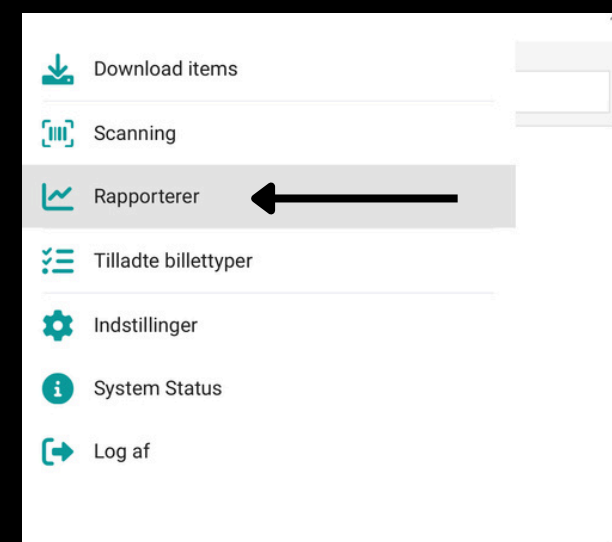 Download items
Scanning
Rapporterer
Tilladte billettyper
Indstillinger
System Status
Log af